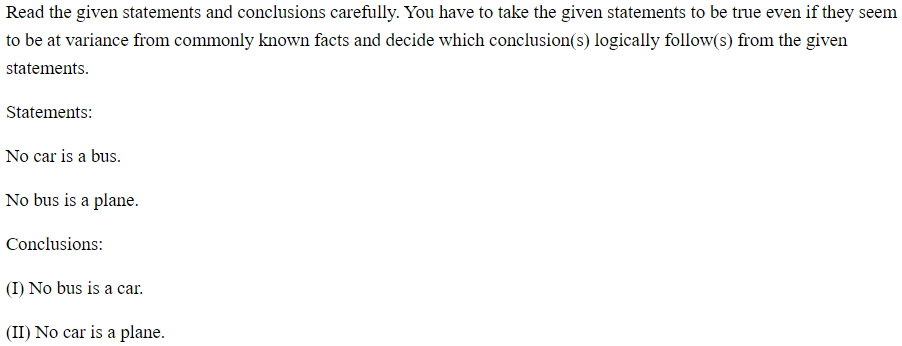 Read the given statements and conclusions carefully. You have to take the given statements to be true even if they seem
to be at variance from commonly known facts and decide which conclusion(s) logically follow(s) from the given
statements.
Statements:
No car is a bus.
No bus is a plane.
Conclusions:
(I) No bus is a car.
(II) No car is a plane.